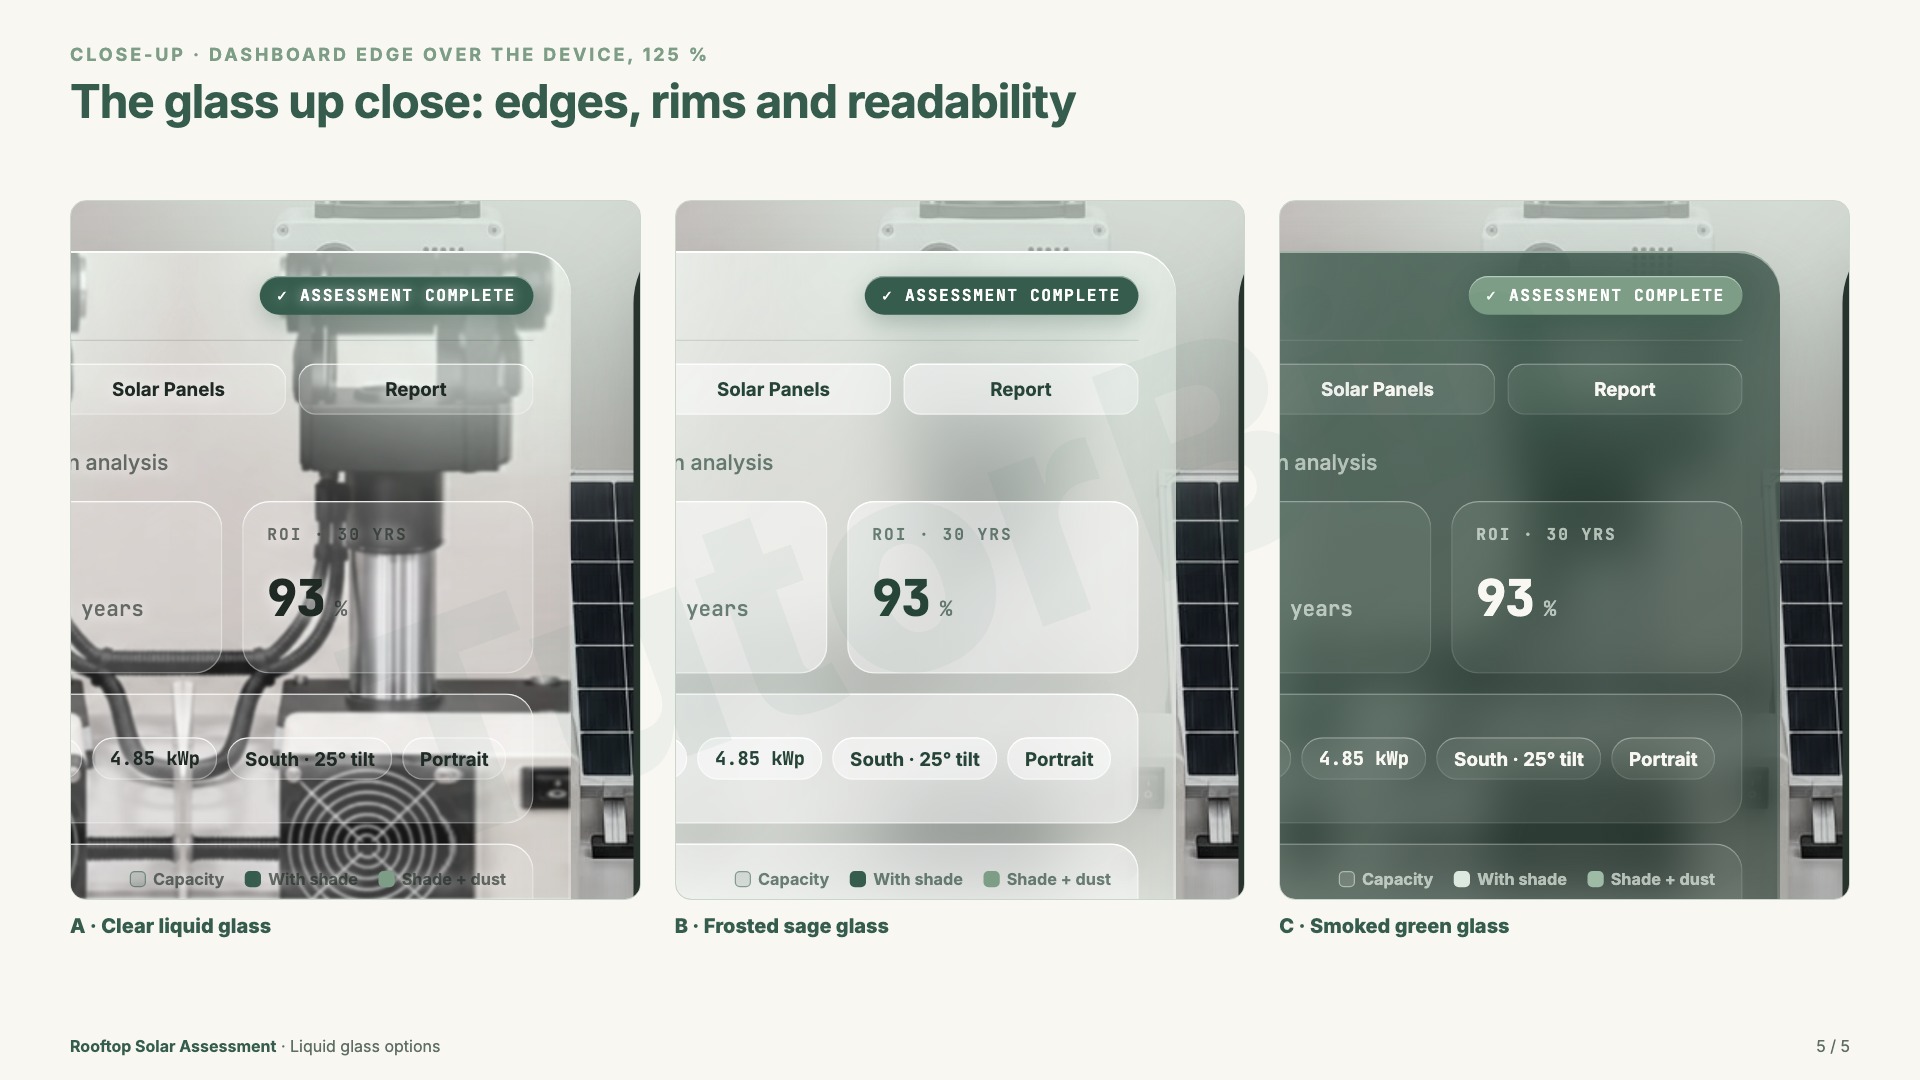 CLOSE-UP · DASHBOARD EDGE OVER THE DEVICE, 125 %
The glass up close: edges, rims and readability
✓ ASSESSMENT COMPLETE
Solar Panels
Report
n analysis
ROI · 30 YRS
years
93 %
4.85 kWp
South · 25° tilt
Portrait
Capacity
With shade
Shade + dust
A · Clear liquid glass
✓ ASSESSMENT COMPLETE
Solar Panels
Report
n analysis
ROI · 30 YRS
years
93 %
4.85 kWp
South · 25° tilt
Portrait
Capacity
With shade
Shade + dust
B · Frosted sage glass
✓ ASSESSMENT COMPLETE
Solar Panels
Report
n analysis
ROI · 30 YRS
years
93 %
4.85 kWp
South · 25° tilt
Portrait
Capacity
With shade
Shade + dust
C · Smoked green glass
TutorB
Rooftop Solar Assessment · Liquid glass options
5 / 5